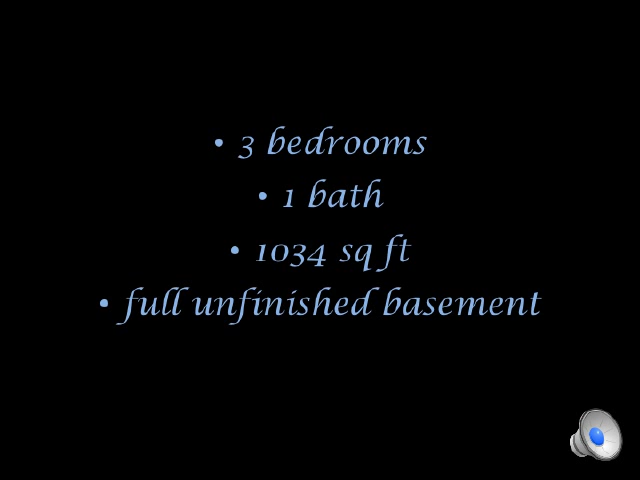 • 3 bedrooms
• 1 bath
• 1034 sq ft
• full unfinished basement